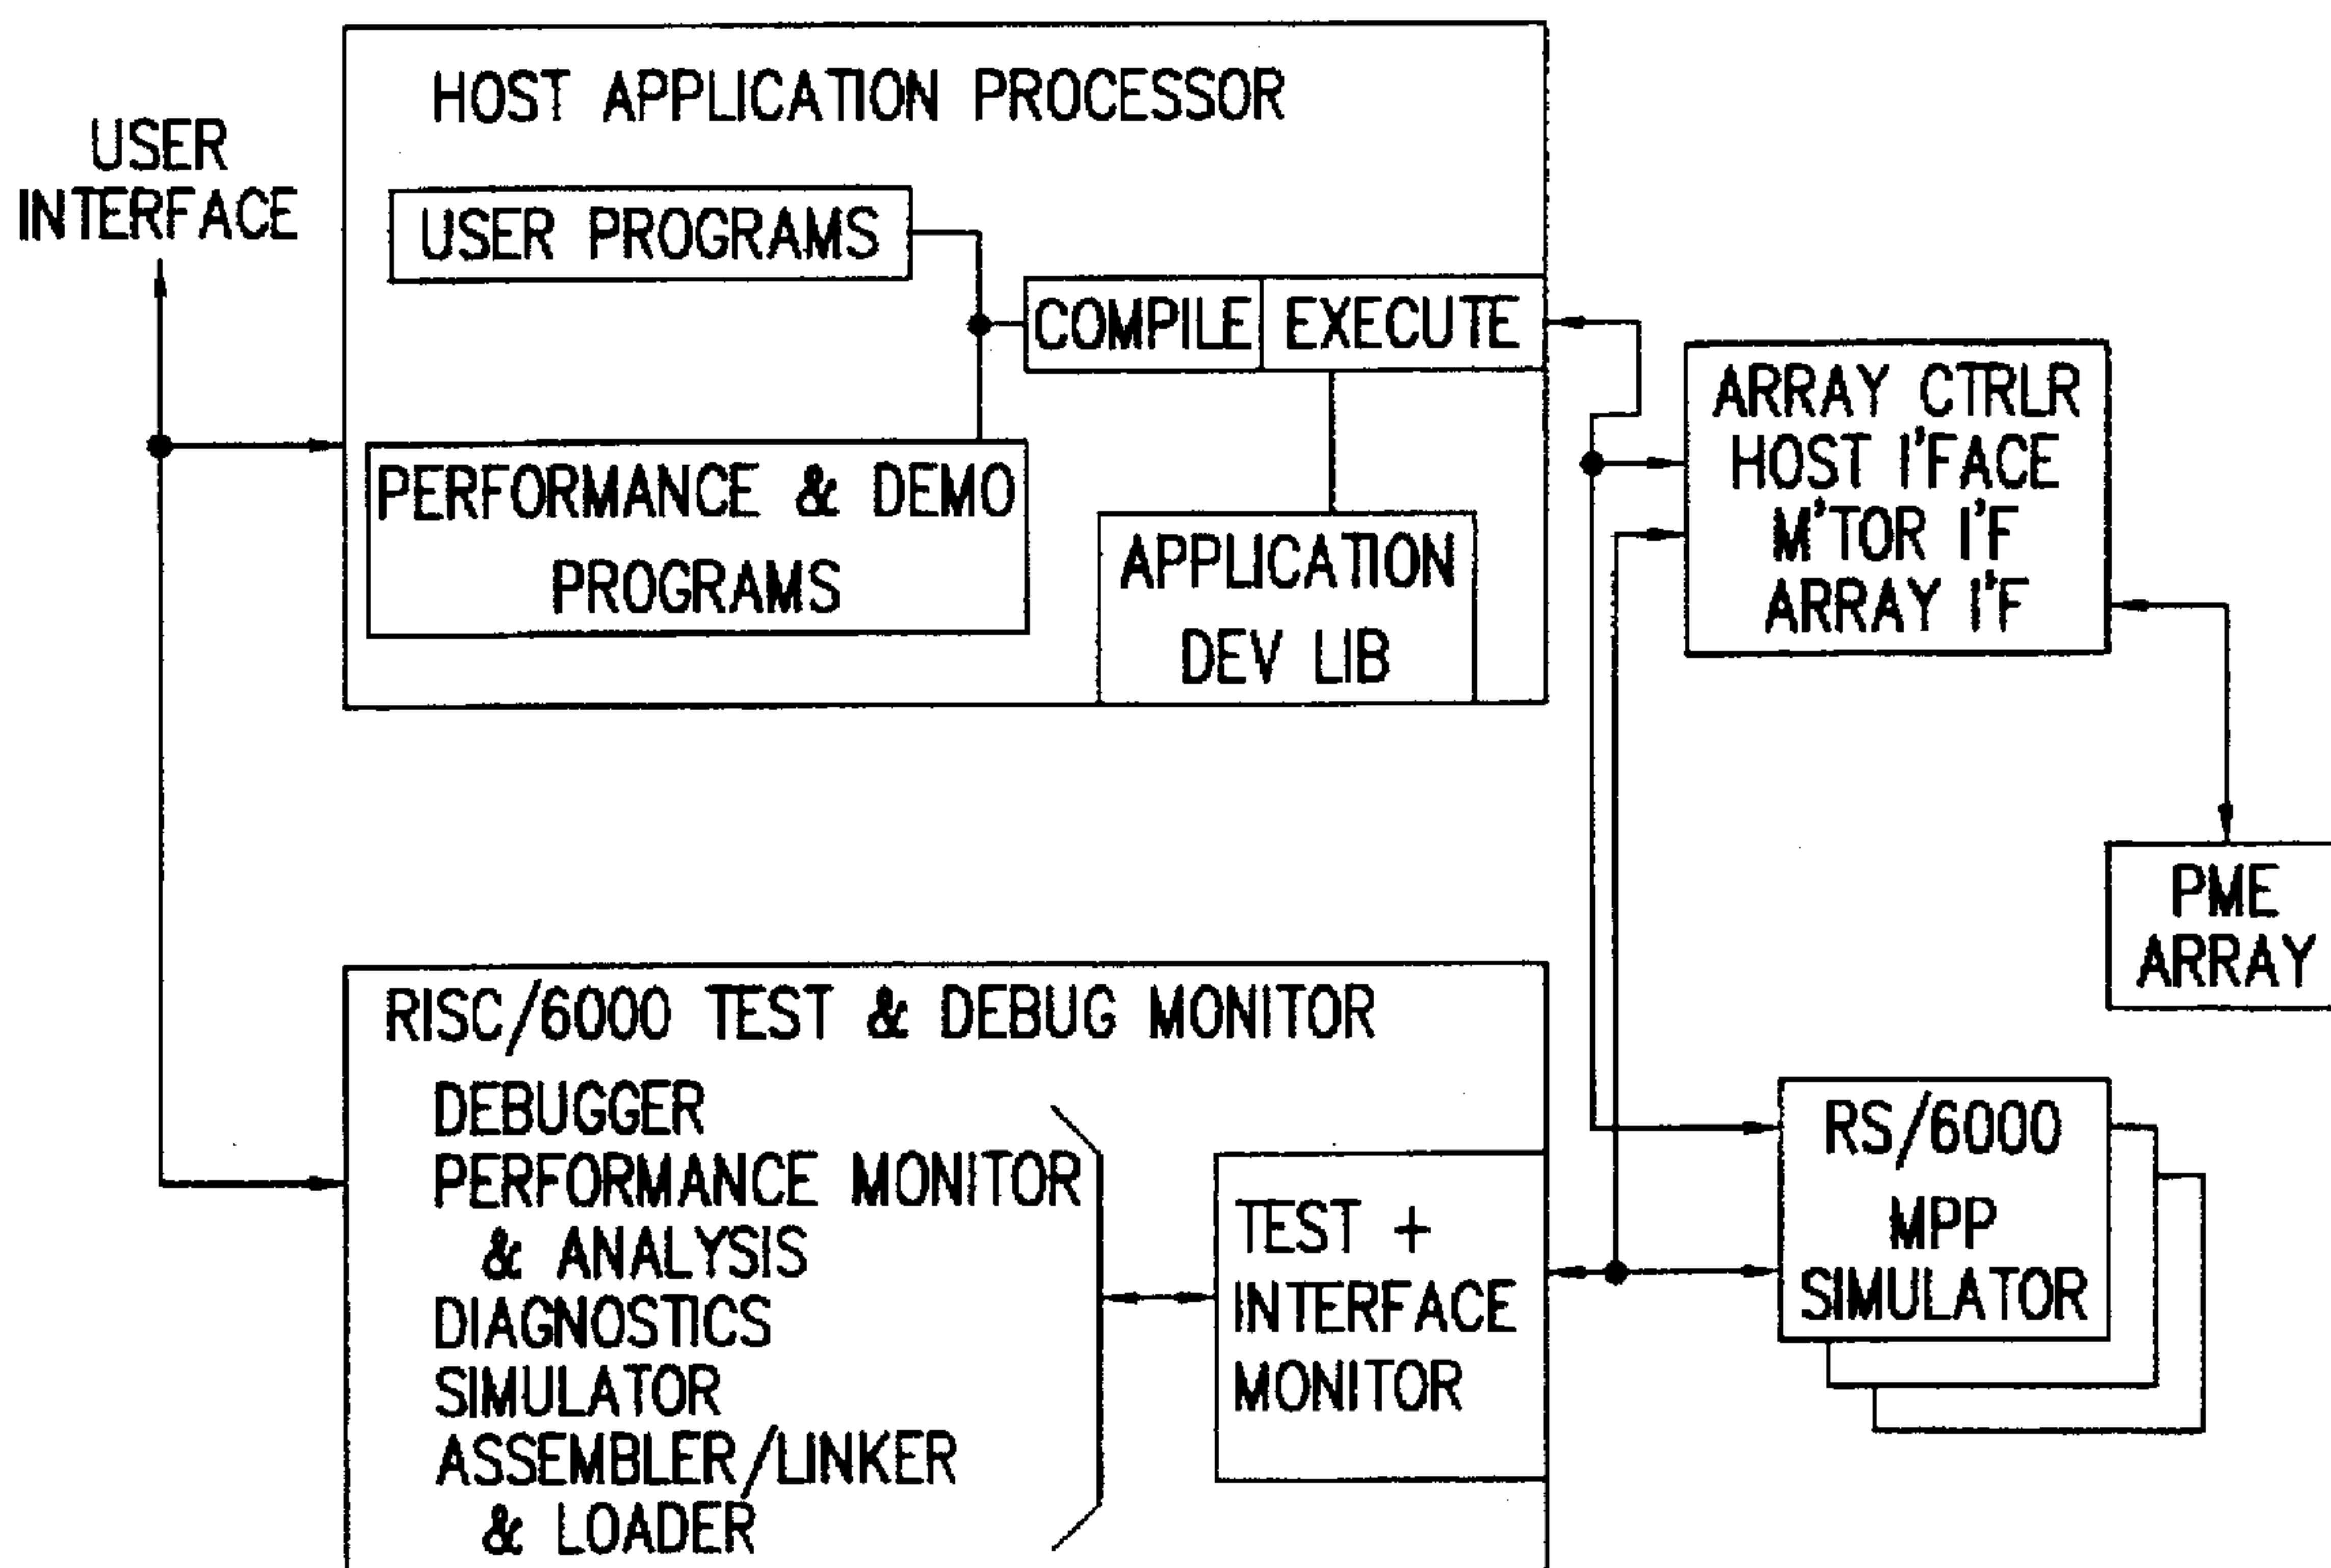 HOST APPLICATION PROCESSOR
USER
INTERFACE
USER PROGRAMS
COMPILE
EXECUTE
PERFORMANCE & DEMO
PROGRAMS
APPLICATION
DEV LIB
ARRAY CTRLR
HOST I'FACE
M'TOR I'F
ARRAY I'F
PME
ARRAY
RISC/6000 TEST & DEBUG MONITOR
DEBUGGER
PERFORMANCE MONITOR
& ANALYSIS
DIAGNOSTICS
SIMULATOR
ASSEMBLER/LINKER
& LOADER
TEST +
INTERFACE
MONITOR
RS/6000
MPP
SIMULATOR